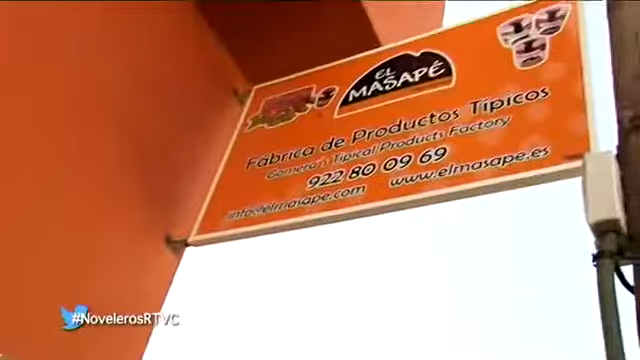 EL
MASAPÉ
Fábrica de Productos Típicos
Gomera's Tipical Products Factory
922 80 09 69
info@elmasape.com www.elmasape.es
#NovelerosRTVC